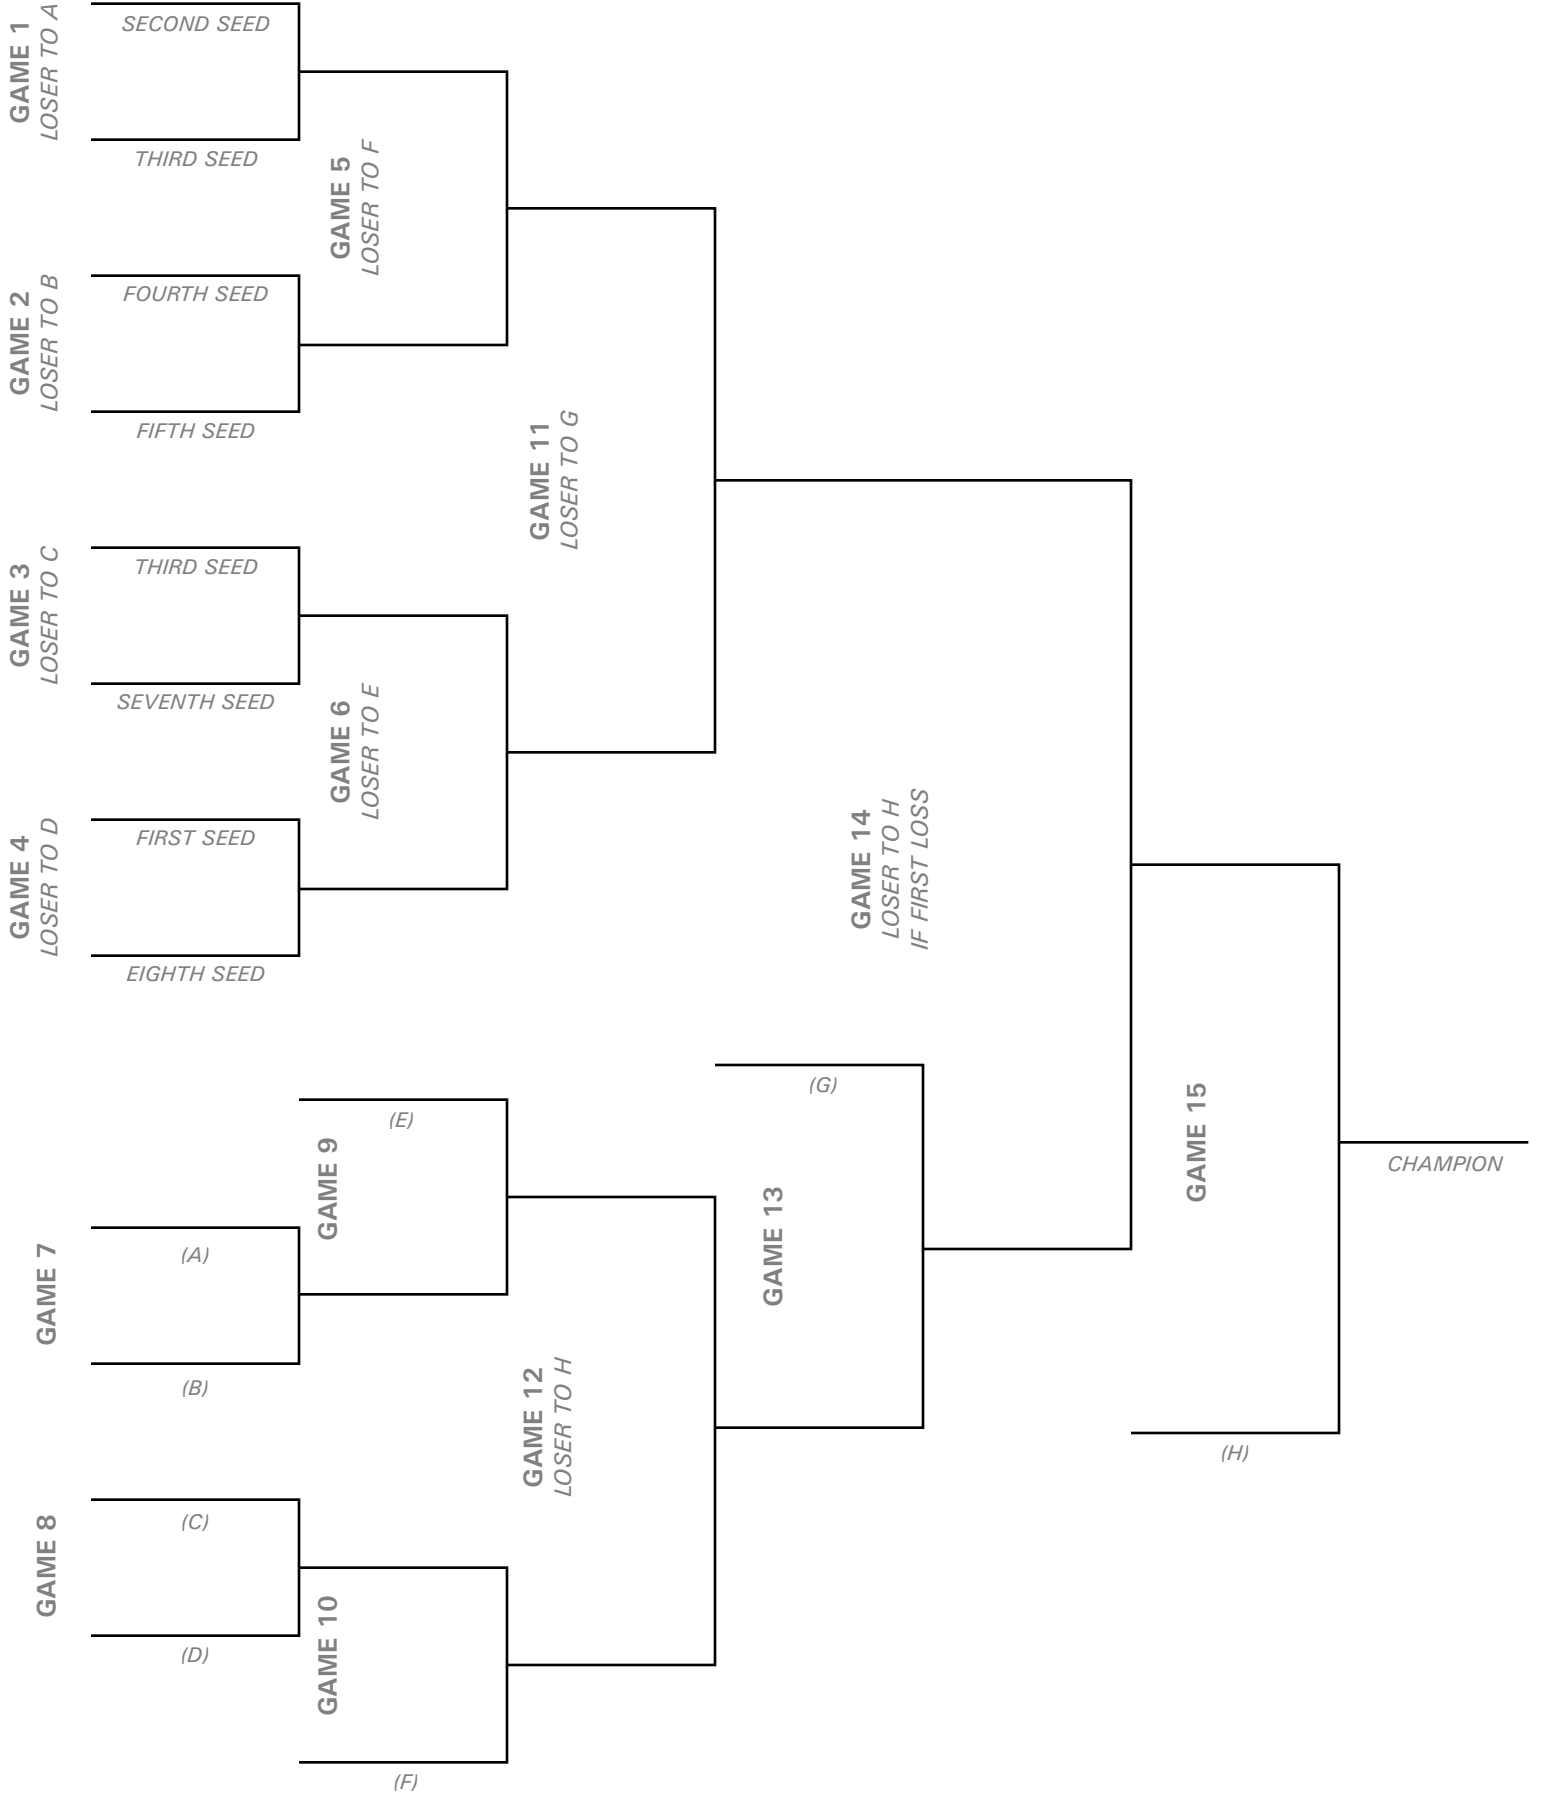 GAME 1
LOSER TO A
SECOND SEED
THIRD SEED
GAME 5
LOSER TO F
GAME 2
LOSER TO B
FOURTH SEED
FIFTH SEED
GAME 11
LOSER TO G
GAME 3
LOSER TO C
THIRD SEED
SEVENTH SEED
GAME 6
LOSER TO E
GAME 4
LOSER TO D
FIRST SEED
EIGHTH SEED
GAME 14
LOSER TO H
IF FIRST LOSS
(G)
(E)
GAME 9
GAME 13
GAME 15
CHAMPION
GAME 7
(A)
(B)
GAME 12
LOSER TO H
(H)
GAME 8
(C)
(D)
GAME 10
(F)